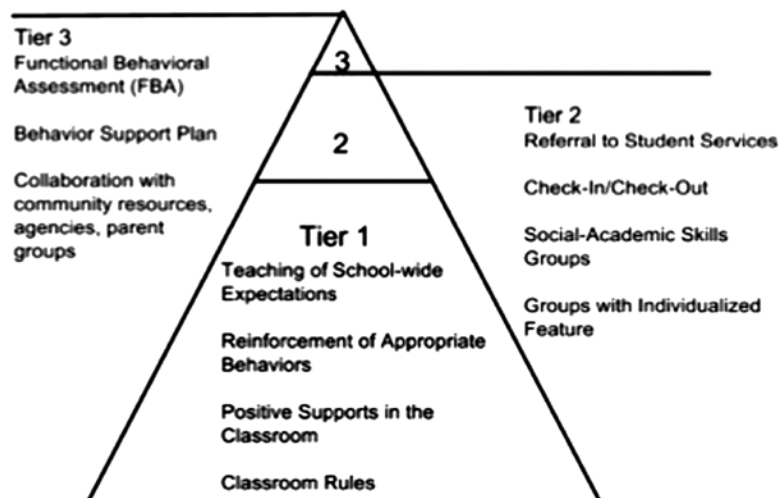 Tier 3
Functional Behavioral
Assessment (FBA)
Behavior Support Plan
Collaboration with
community resources,
agencies, parent
groups
3
2
Tier 1
Teaching of School-wide
Expectations
Reinforcement of Appropriate
Behaviors
Positive Supports in the
Classroom
Classroom Rules
Tier 2
Referral to Student Services
Check-In/Check-Out
Social-Academic Skills
Groups
Groups with Individualized
Feature